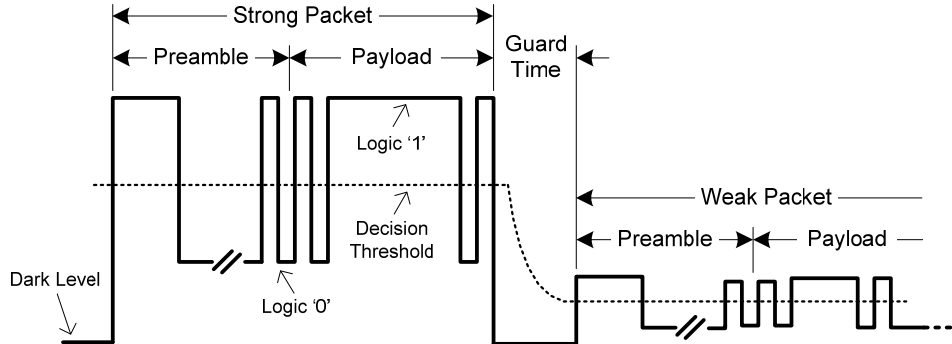 Strong Packet
Guard
Time
Preamble
Payload
Logic ‘1’
Decision
Threshold
Weak Packet
Preamble
Payload
Dark Level
Logic ‘0’